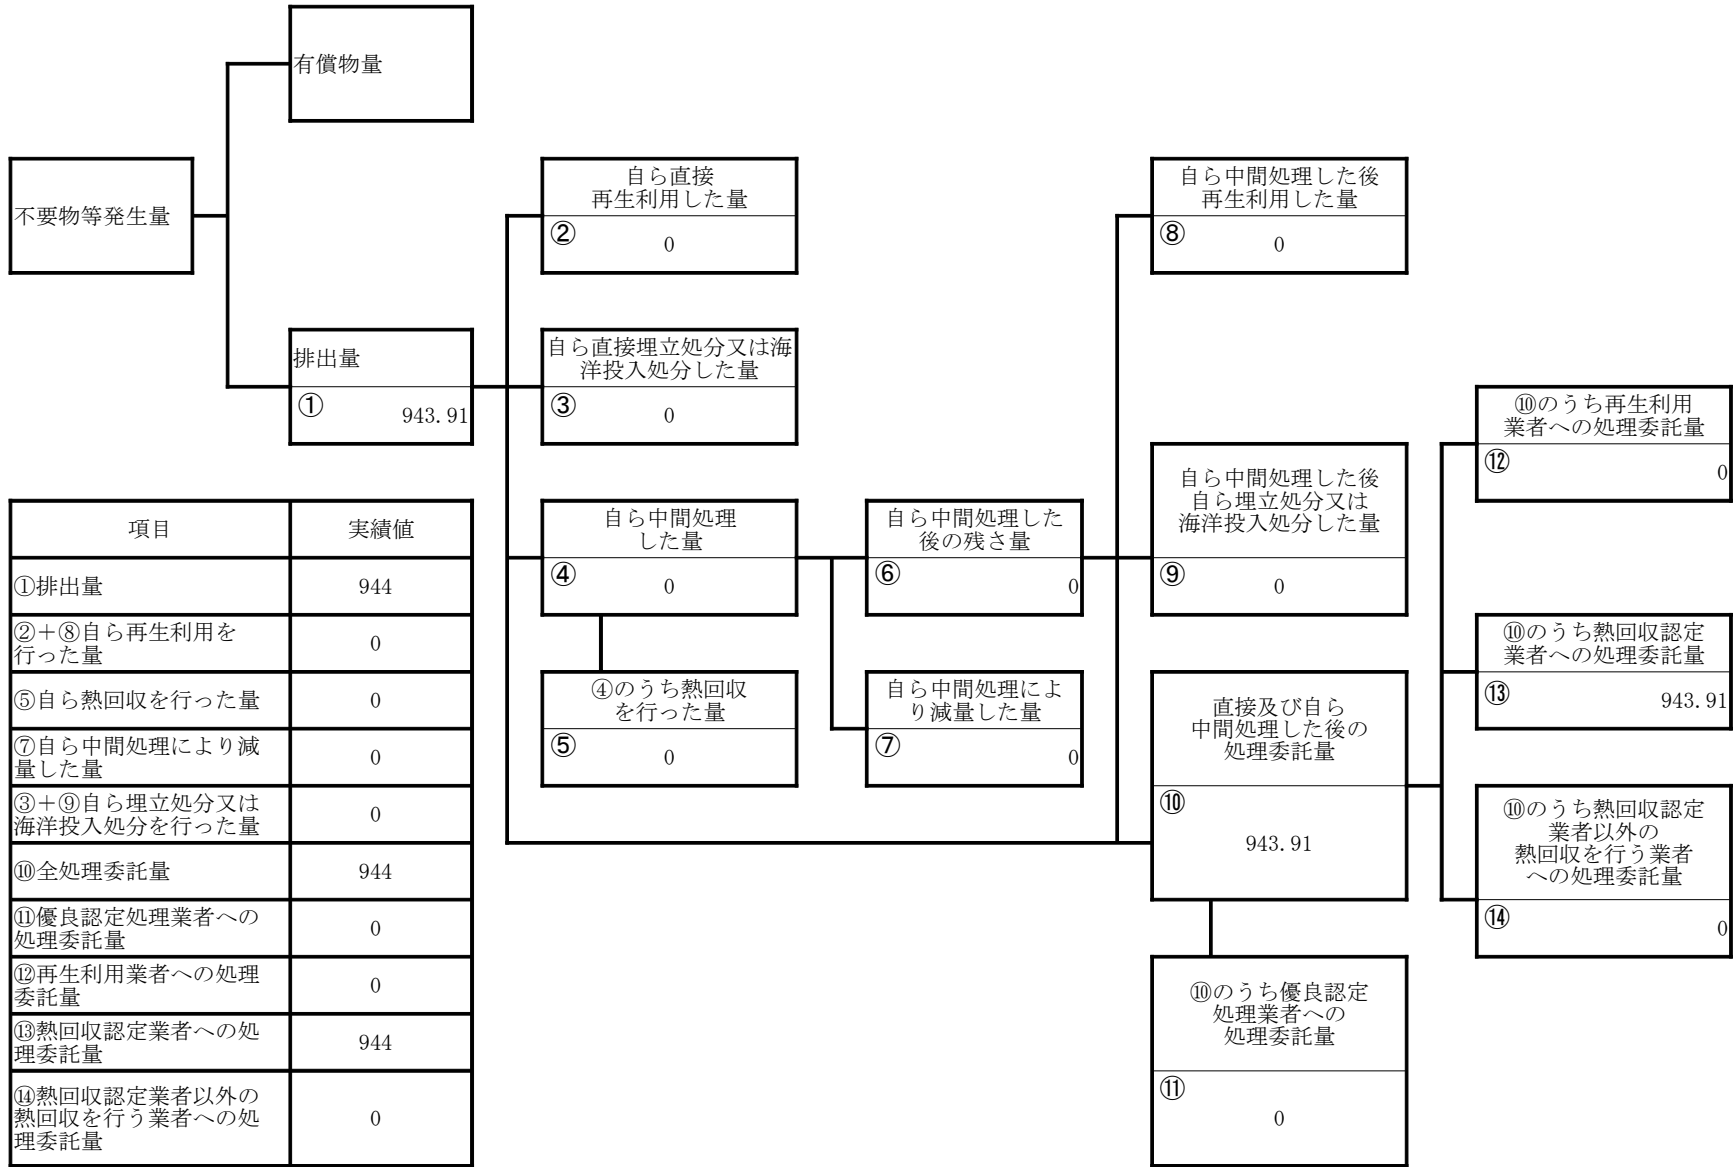 有償物量
不要物等発生量
自ら直接
再生利用した量
②
0
自ら中間処理した後
再生利用した量
⑧
0
排出量
①
943.91
自ら直接埋立処分又は海
洋投入処分した量
③
0
⑩のうち再生利用
業者への処理委託量
⑫
0
自ら中間処理
した量
④
0
自ら中間処理した
後の残さ量
⑥
0
自ら中間処理した後
自ら埋立処分又は
海洋投入処分した量
⑨
0
⑩のうち熱回収認定
業者への処理委託量
⑬
943.91
④のうち熱回収
を行った量
⑤
0
自ら中間処理によ
り減量した量
⑦
0
直接及び自ら
中間処理した後の
処理委託量
⑩
943.91
⑩のうち熱回収認定
業者以外の
熱回収を行う業者
への処理委託量
⑭
0
⑩のうち優良認定
処理業者への
処理委託量
⑪
0
項目 実績値
①排出量 944
②＋⑧自ら再生利用を
行った量 0
⑤自ら熱回収を行った量 0
⑦自ら中間処理により減
量した量 0
③＋⑨自ら埋立処分又は
海洋投入処分を行った量 0
⑩全処理委託量 944
⑪優良認定処理業者への
処理委託量 0
⑫再生利用業者への処理
委託量 0
⑬熱回収認定業者への処
理委託量 944
⑭熱回収認定業者以外の
熱回収を行う業者への処
理委託量 0